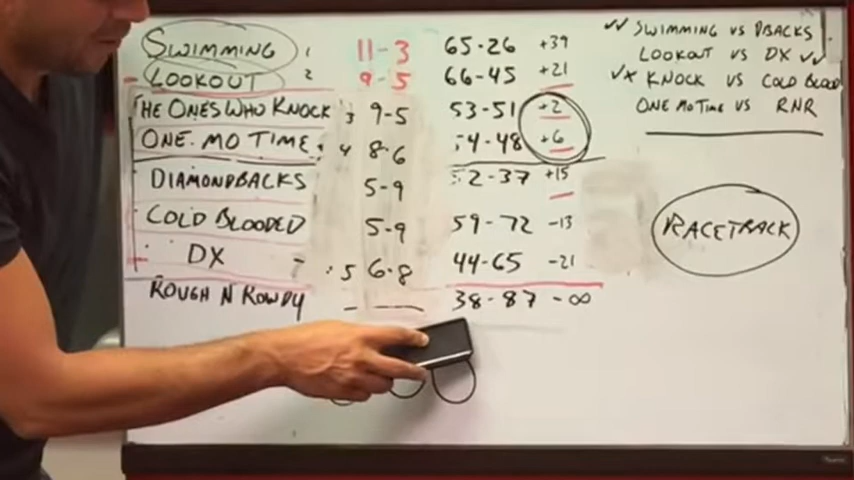 SWIMMING 1 11-3 65-26 +39
LOOKOUT 2 9-5 66-45 +21
THE ONES WHO KNOCK 3 9-5 53-51 +2
ONE MO TIME 4 8-6 54-48 +6
DIAMONDBACKS 5-9 52-37 +15
COLD BLOODED 5-9 59-72 -13
DX 5 6-8 44-65 -21
ROUGH N ROWDY 38-87 -∞
✓✓ SWIMMING VS DBACKS
LOOKOUT VS DX ✓✓
✓x KNOCK VS COLD BLOOD
ONE MO TIME VS RNR
RACETRACK